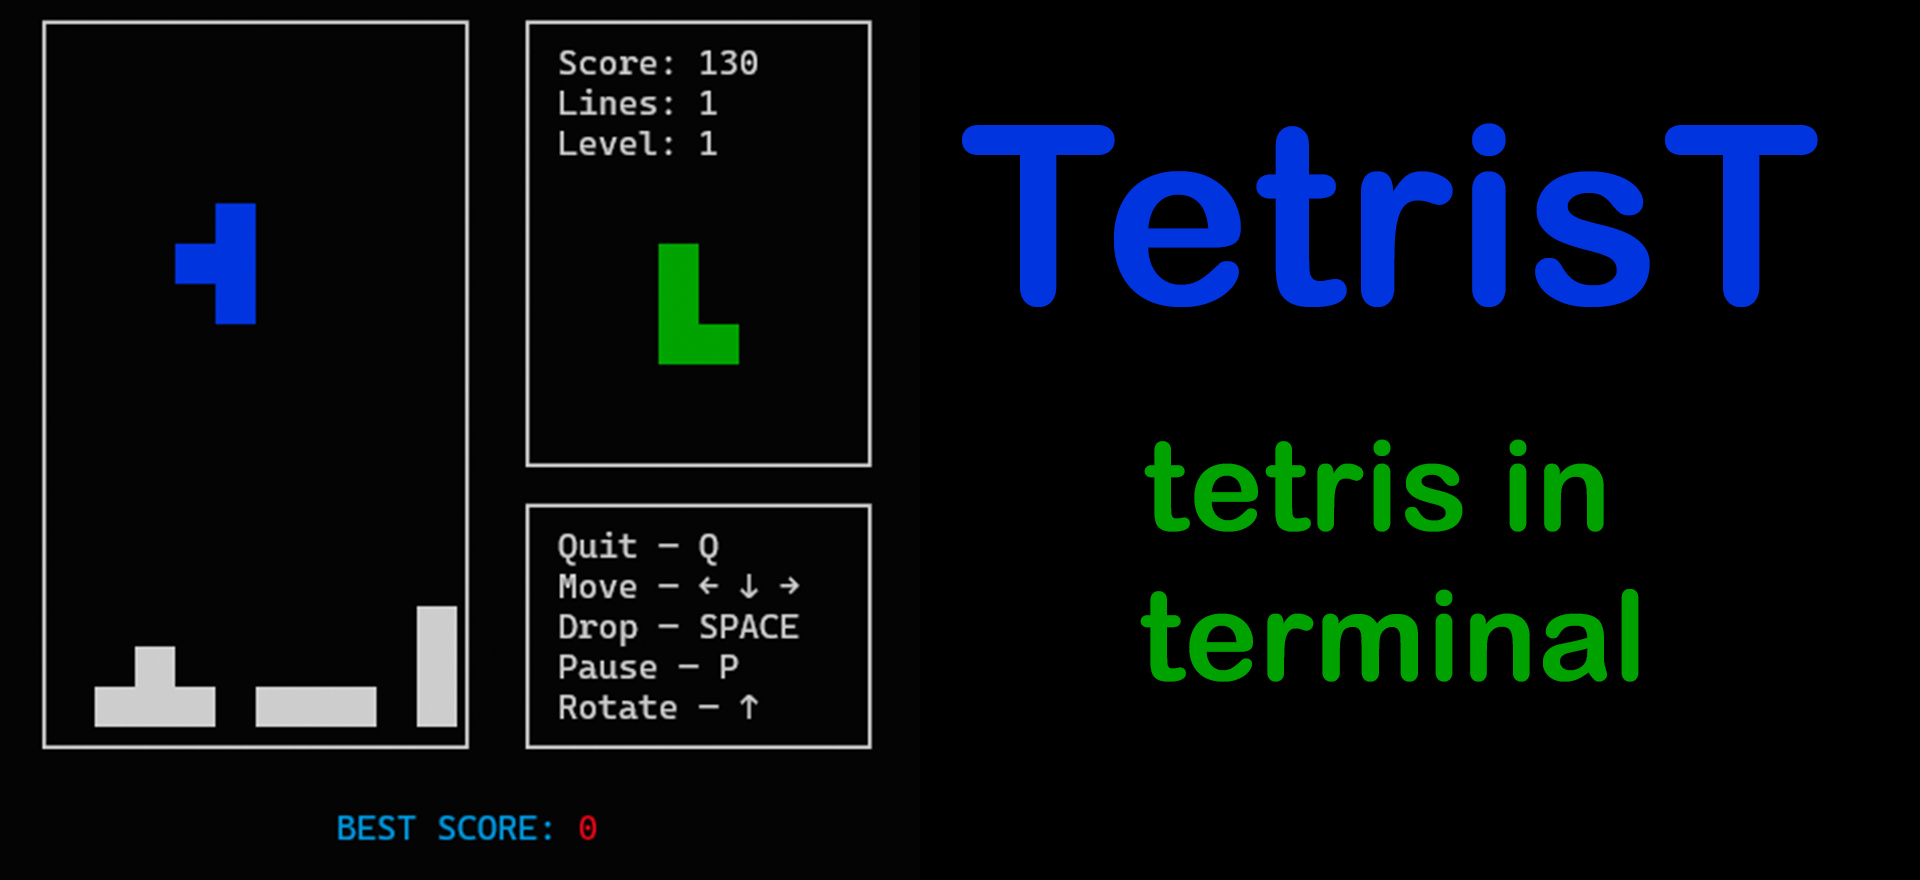 Score: 130
Lines: 1
Level: 1
Quit – Q
Move – ← ↓ →
Drop – SPACE
Pause – P
Rotate – ↑
BEST SCORE: 0
TetrisT
tetris in
terminal